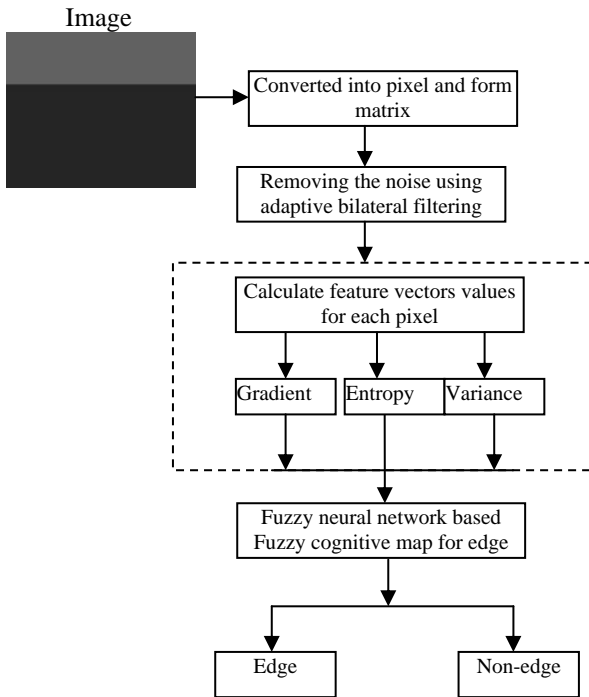 Image
Converted into pixel and form
matrix
Removing the noise using
adaptive bilateral filtering
Calculate feature vectors values
for each pixel
Gradient
Entropy
Variance
Fuzzy neural network based
Fuzzy cognitive map for edge
Edge
Non-edge